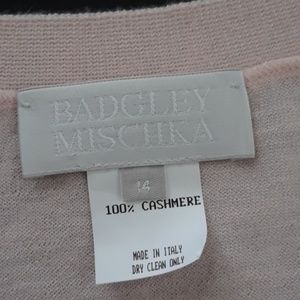 BADGLEY
MISCHKA
14
100% CASHMERE
MADE IN ITALY
DRY CLEAN ONLY